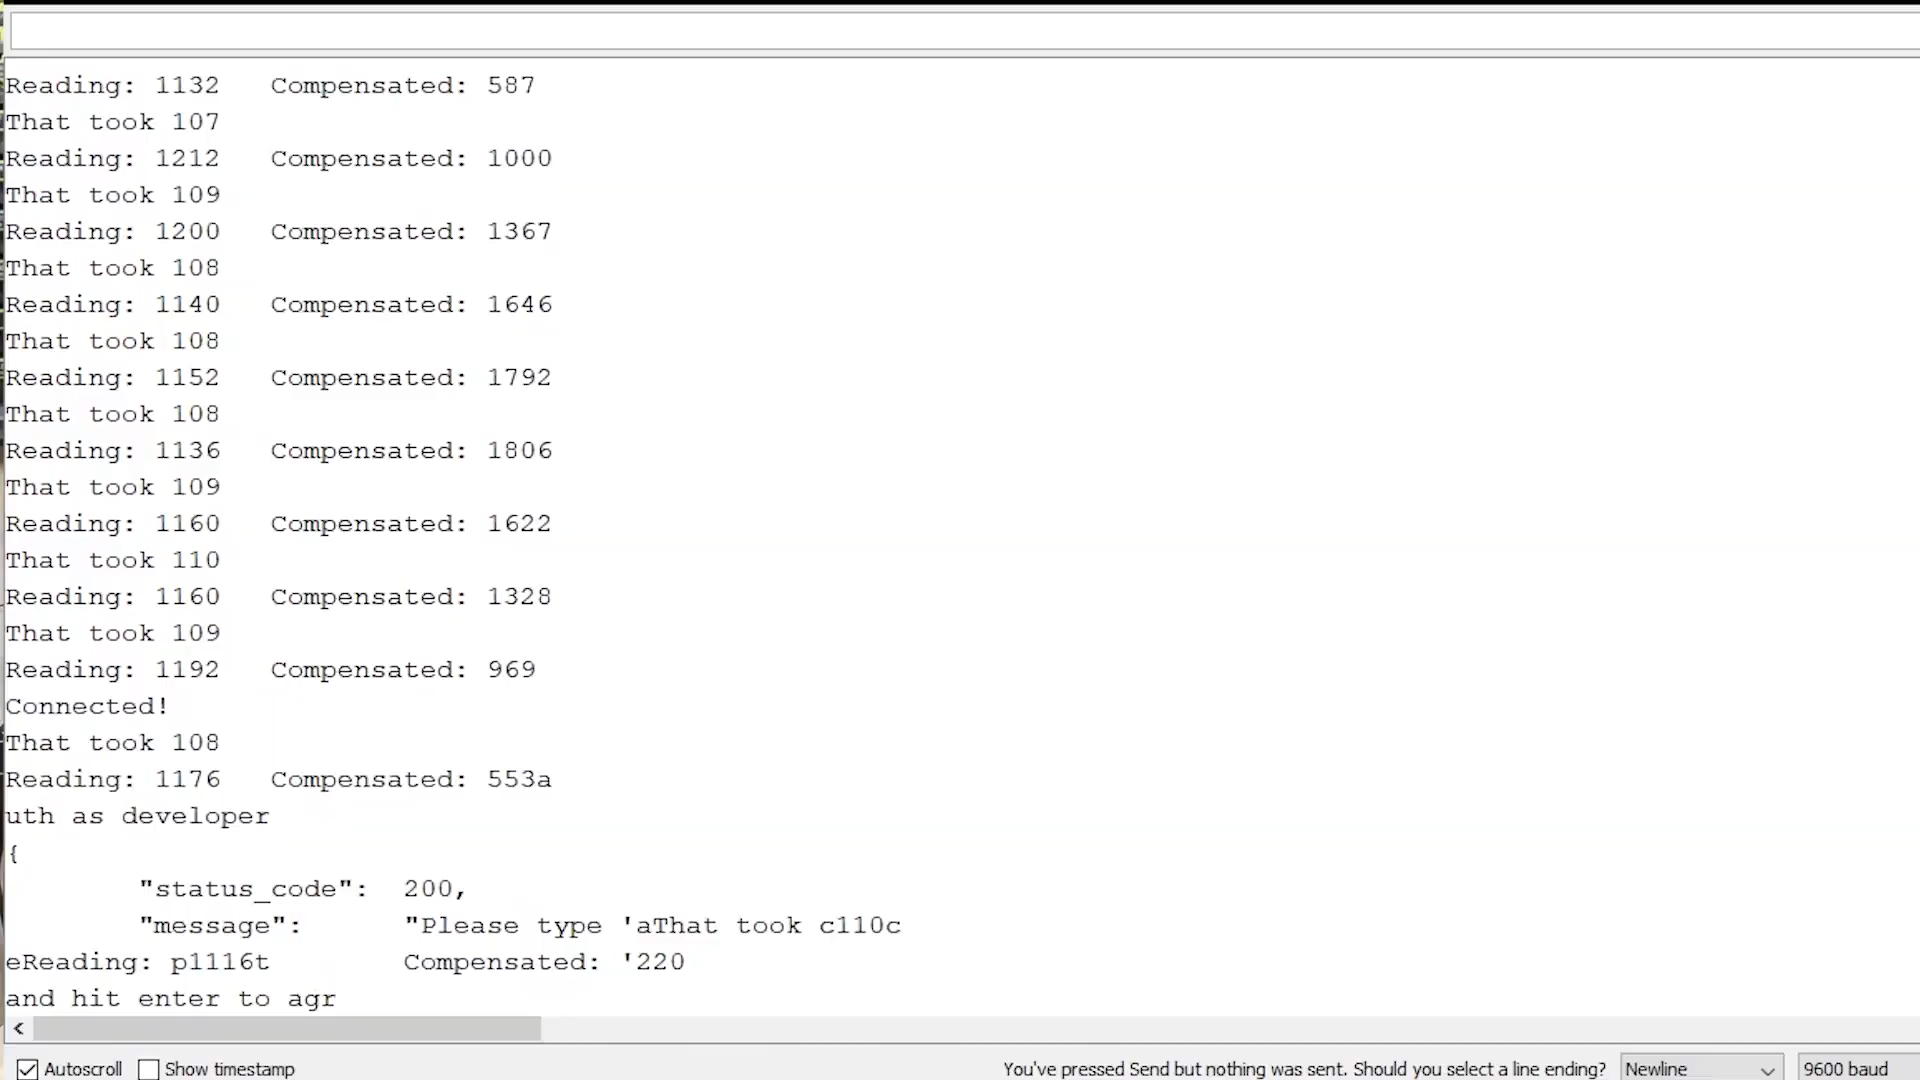 Reading: 1132   Compensated: 587
That took 107
Reading: 1212   Compensated: 1000
That took 109
Reading: 1200   Compensated: 1367
That took 108
Reading: 1140   Compensated: 1646
That took 108
Reading: 1152   Compensated: 1792
That took 108
Reading: 1136   Compensated: 1806
That took 109
Reading: 1160   Compensated: 1622
That took 110
Reading: 1160   Compensated: 1328
That took 109
Reading: 1192   Compensated: 969
Connected!
That took 108
Reading: 1176   Compensated: 553a
uth as developer
{
        "status_code":  200,
        "message":      "Please type 'aThat took c110c
eReading: p1116t        Compensated: '220
and hit enter to agr
Autoscroll Show timestamp You've pressed Send but nothing was sent. Should you select a line ending? Newline 9600 baud